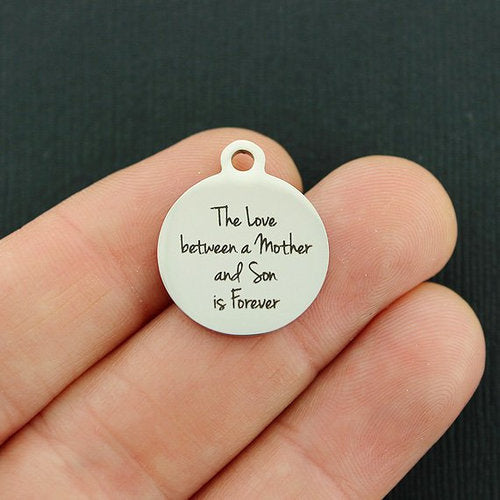 The Love
between a Mother
and Son
is Forever